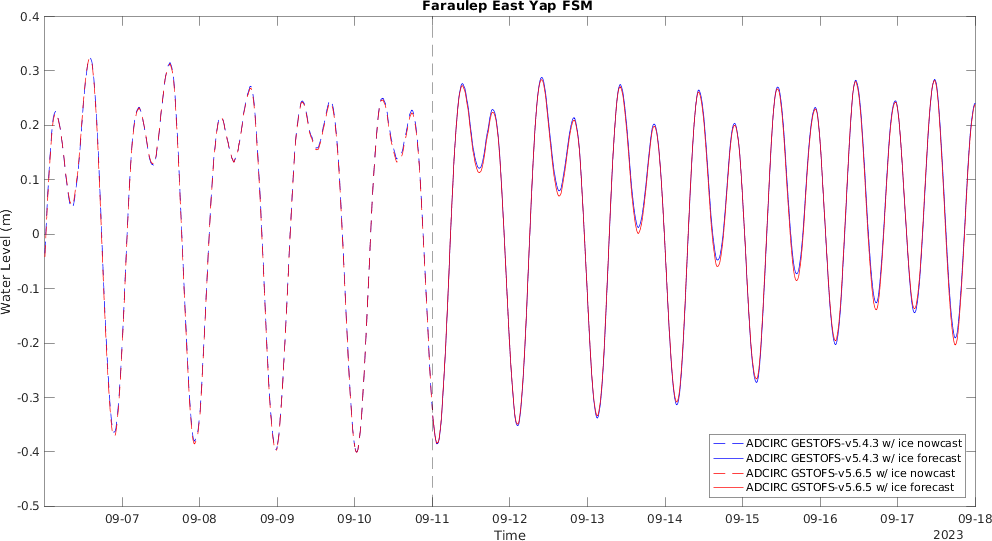 Faraulep East Yap FSM
0.4
0.3
0.2
0.1
0
-0.1
-0.2
-0.3
-0.4
-0.5
Water Level (m)
ADCIRC GESTOFS-v5.4.3 w/ ice nowcast
ADCIRC GESTOFS-v5.4.3 w/ ice forecast
ADCIRC GSTOFS-v5.6.5 w/ ice nowcast
ADCIRC GSTOFS-v5.6.5 w/ ice forecast
09-07 09-08 09-09 09-10 09-11 09-12 09-13 09-14 09-15 09-16 09-17 09-18
Time
2023